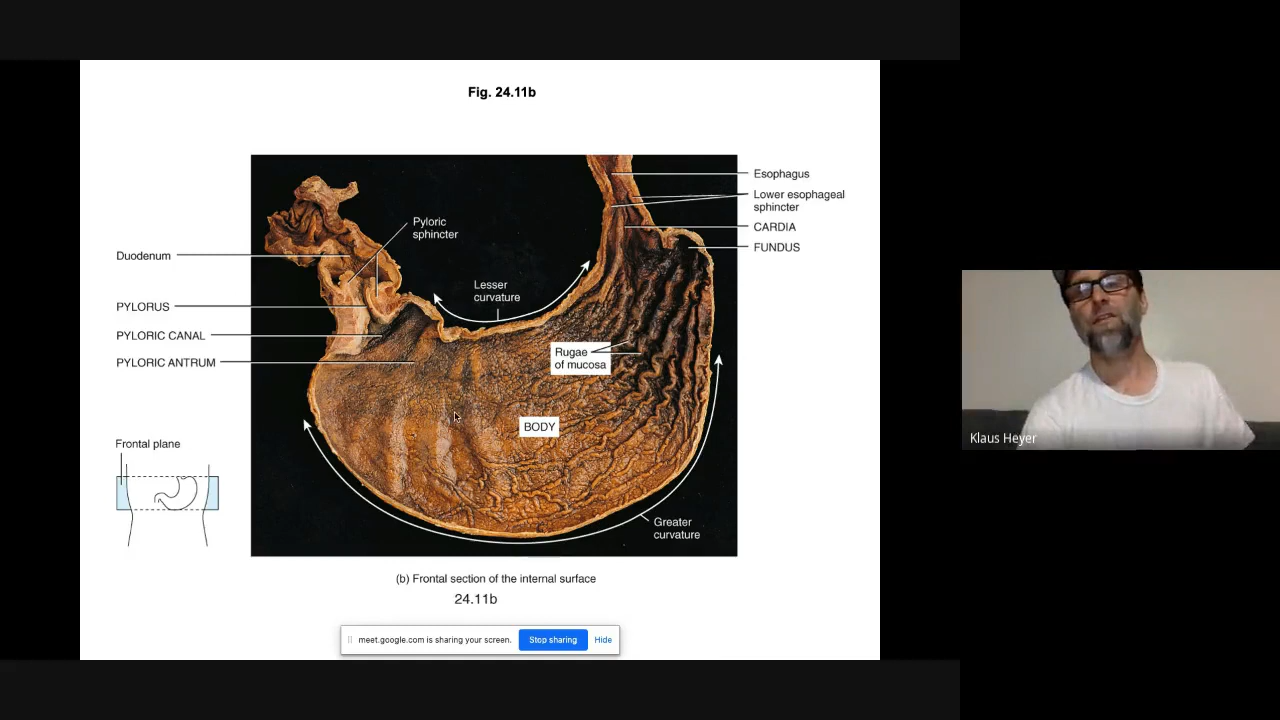 Fig. 24.11b
Esophagus
Lower esophageal
sphincter
CARDIA
FUNDUS
Pyloric
sphincter
Duodenum
Lesser
curvature
PYLORUS
PYLORIC CANAL
PYLORIC ANTRUM
Rugae
of mucosa
BODY
Frontal plane
Greater
curvature
(b) Frontal section of the internal surface
24.11b
meet.google.com is sharing your screen.
Stop sharing
Hide
Klaus Heyer